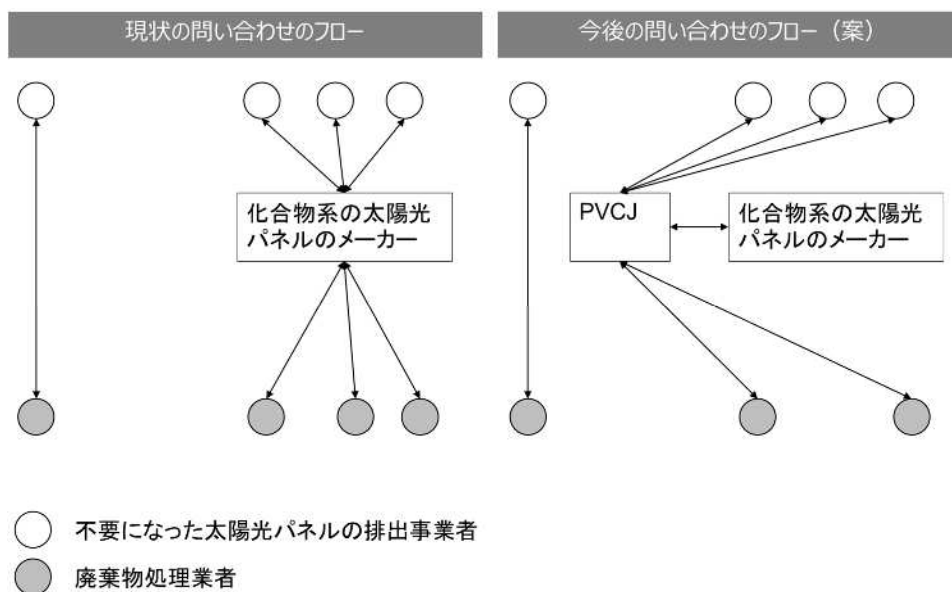 現状の問い合わせのフロー
今後の問い合わせのフロー（案）
化合物系の太陽光
パネルのメーカー
PVCJ
化合物系の太陽光
パネルのメーカー
不要になった太陽光パネルの排出事業者
廃棄物処理業者